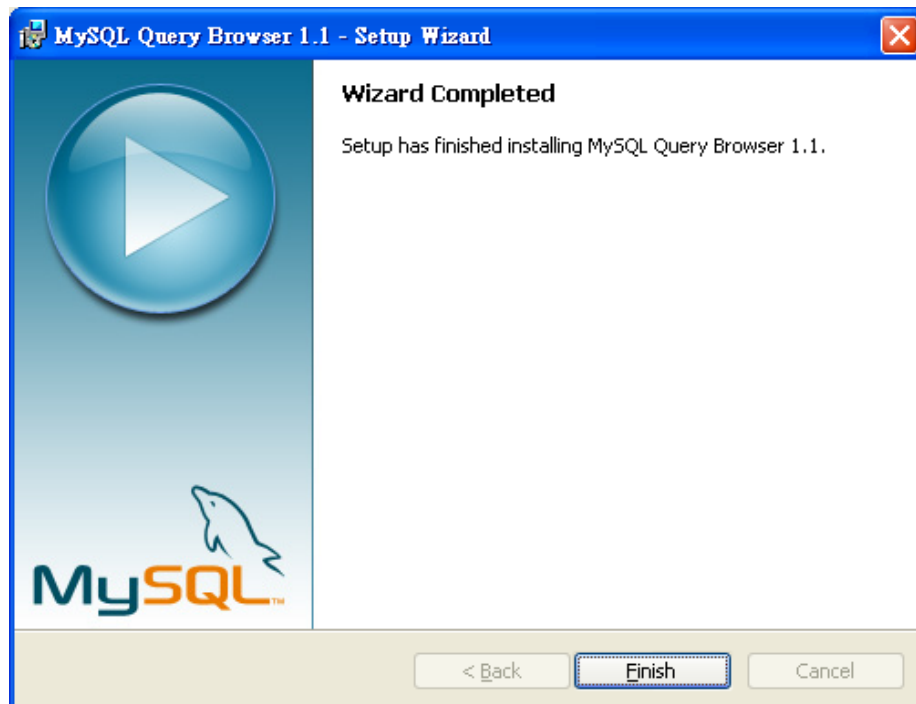 MySQL Query Browser 1.1 - Setup Wizard
Wizard Completed
Setup has finished installing MySQL Query Browser 1.1.
MySQL™
< Back
Finish
Cancel